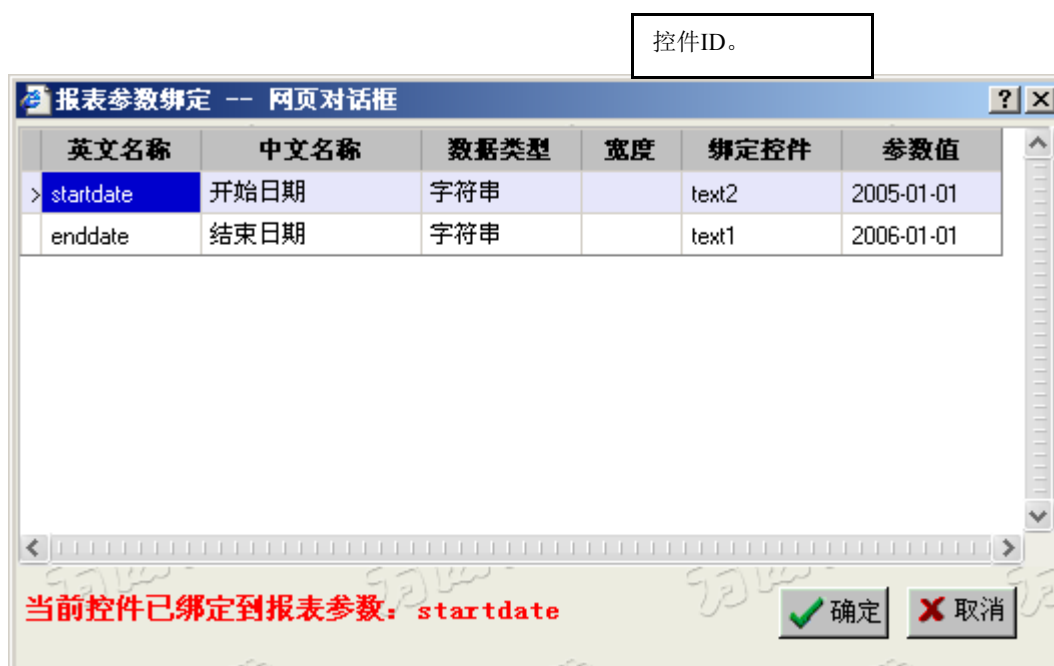 控件ID。
报表参数绑定 -- 网页对话框
英文名称 中文名称 数据类型 宽度 绑定控件 参数值
startdate 开始日期 字符串 text2 2005-01-01
enddate 结束日期 字符串 text1 2006-01-01
当前控件已绑定到报表参数：startdate
确定 取消